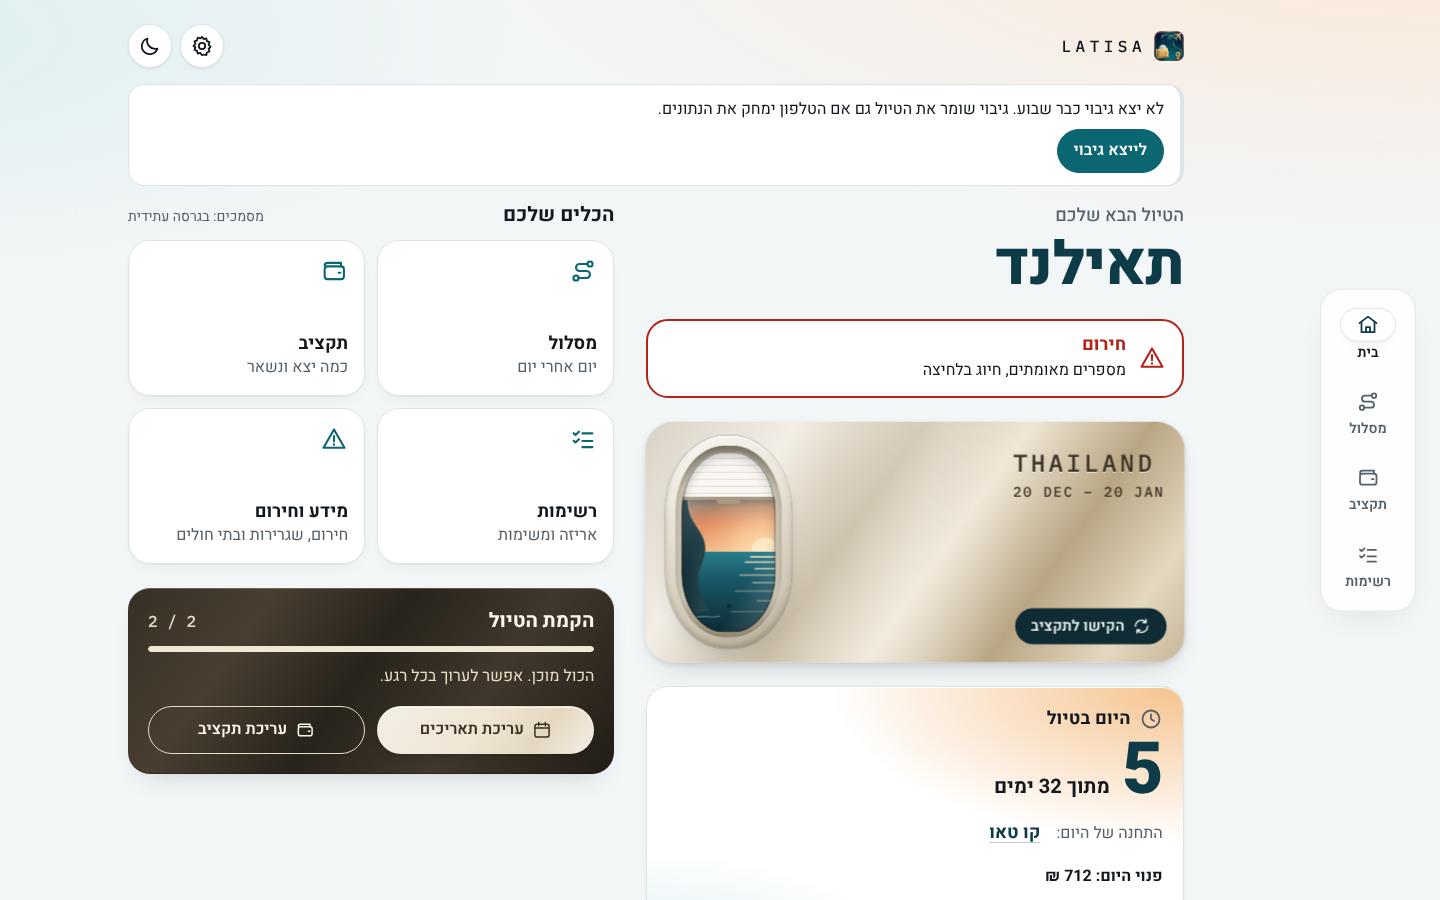 LATISA
לא יצא גיבוי כבר שבוע. גיבוי שומר את הטיול גם אם הטלפון ימחק את הנתונים.
לייצא גיבוי
הטיול הבא שלכם
תאילנד
חירום
מספרים מאומתים, חיוג בלחיצה
THAILAND
20 DEC – 20 JAN
הקישו לתקציב
היום בטיול
5 מתוך 32 ימים
התחנה של היום: קו טאו
פנוי היום: 712 ₪
הכלים שלכם
מסמכים: בגרסה עתידית
מסלול
יום אחרי יום
תקציב
כמה יצא ונשאר
רשימות
אריזה ומשימות
מידע וחירום
חירום, שגרירות ובתי חולים
הקמת הטיול
2 / 2
הכול מוכן. אפשר לערוך בכל רגע.
עריכת תאריכים
עריכת תקציב
בית
מסלול
תקציב
רשימות